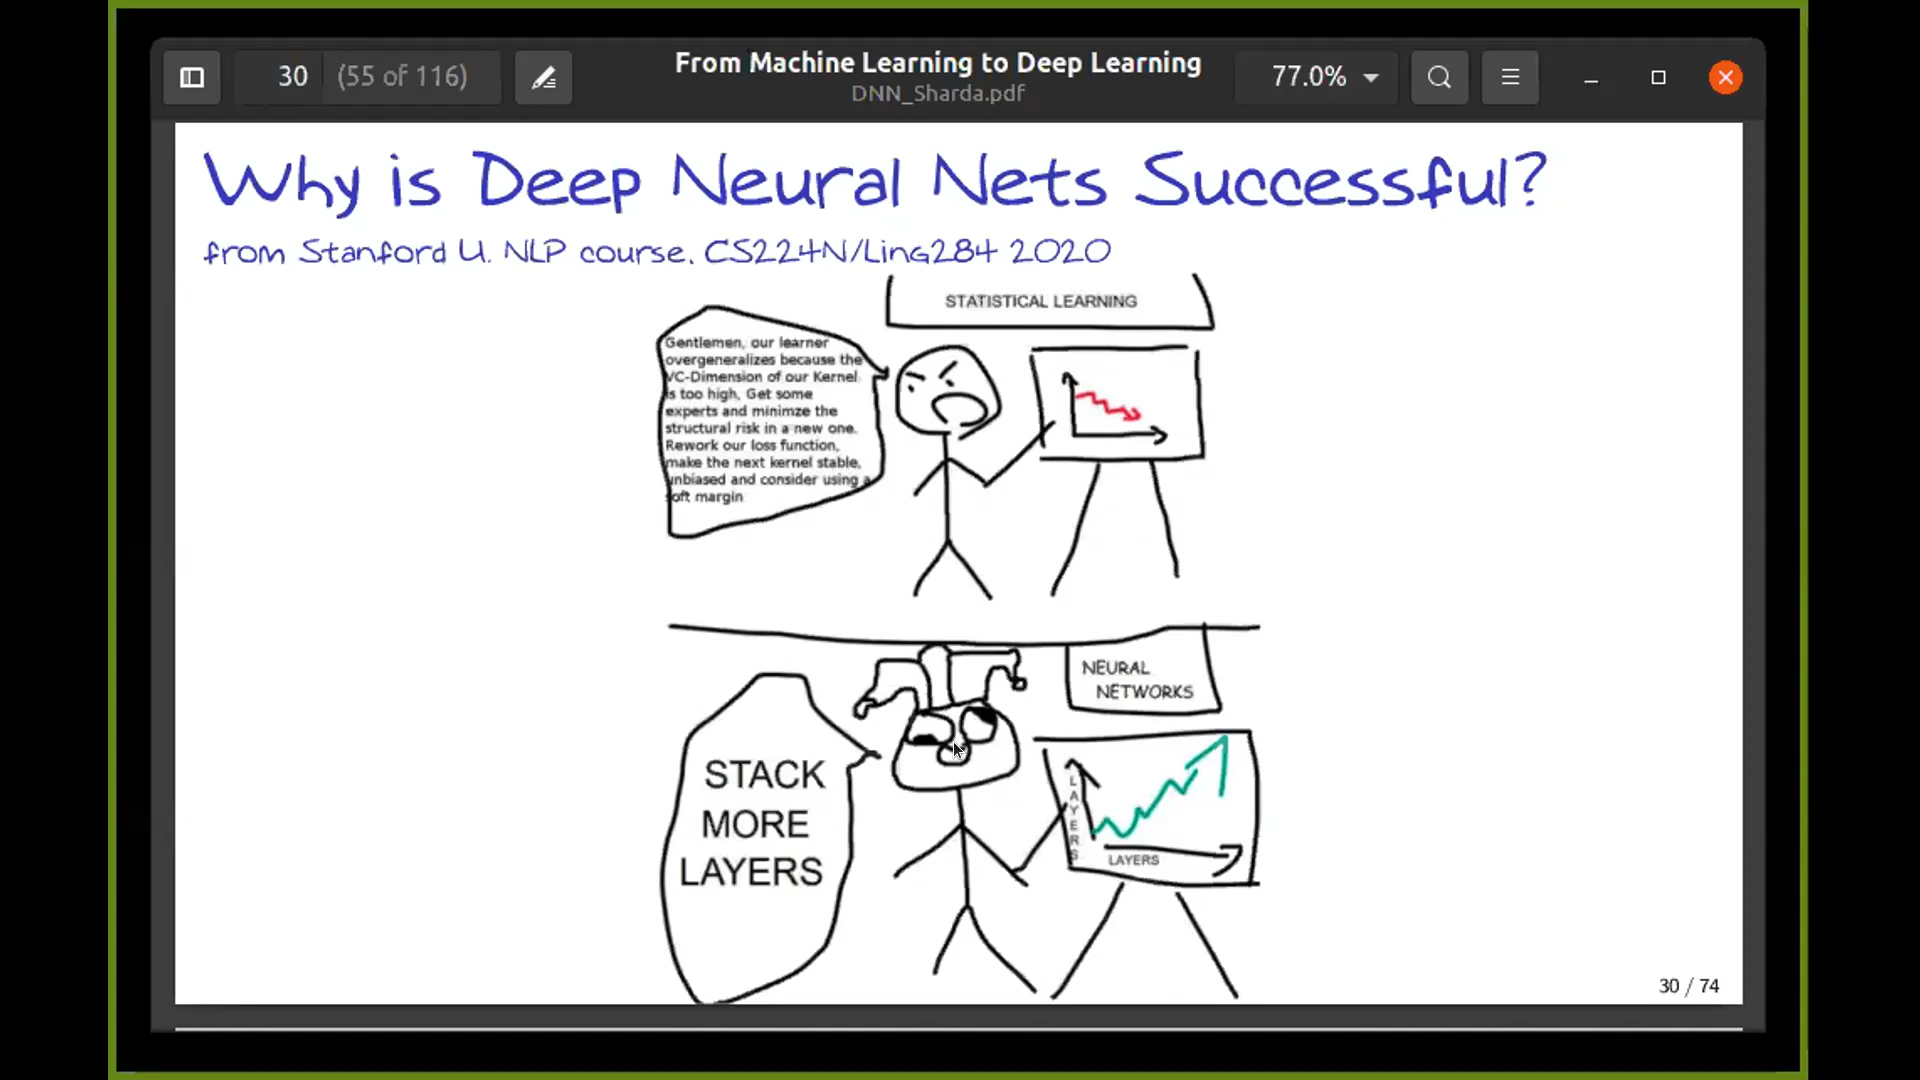 30 (55 of 116)
From Machine Learning to Deep Learning
DNN_Sharda.pdf
77.0%
Why is Deep Neural Nets Successful?
from Stanford U. NLP course. CS224N/Ling284 2020
STATISTICAL LEARNING
Gentlemen, our learner
overgeneralizes because the
VC-Dimension of our Kernel
is too high, Get some
experts and minimze the
structural risk in a new one.
Rework our loss function,
make the next kernel stable,
unbiased and consider using a
soft margin
NEURAL
NETWORKS
STACK
MORE
LAYERS
LAYERS
LAYERS
30 / 74